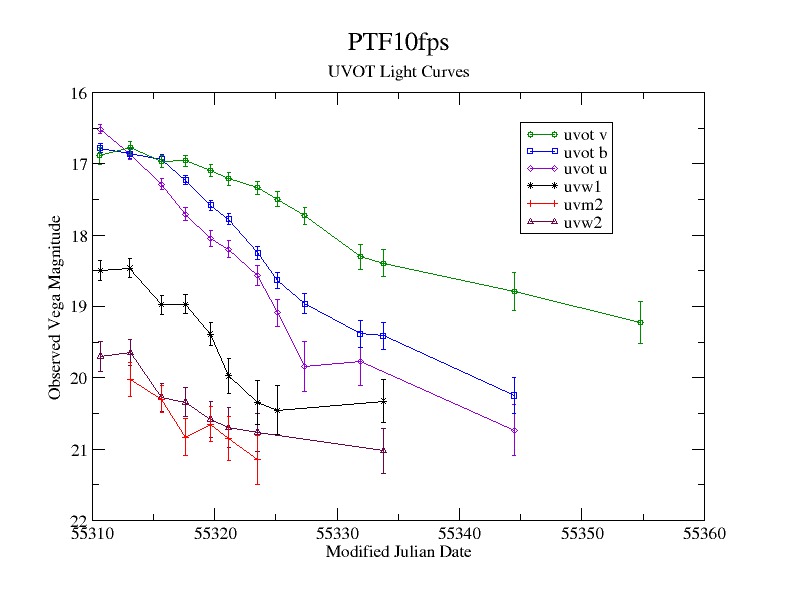 PTF10fps
UVOT Light Curves
16
17
18
19
20
21
22
Observed Vega Magnitude
uvot v
uvot b
uvot u
uvw1
uvm2
uvw2
55310 55320 55330 55340 55350 55360
Modified Julian Date